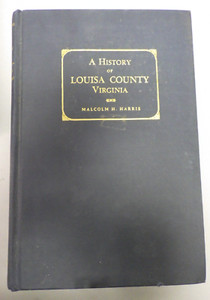 A HISTORY
OF
LOUISA COUNTY
VIRGINIA
MALCOLM H. HARRIS